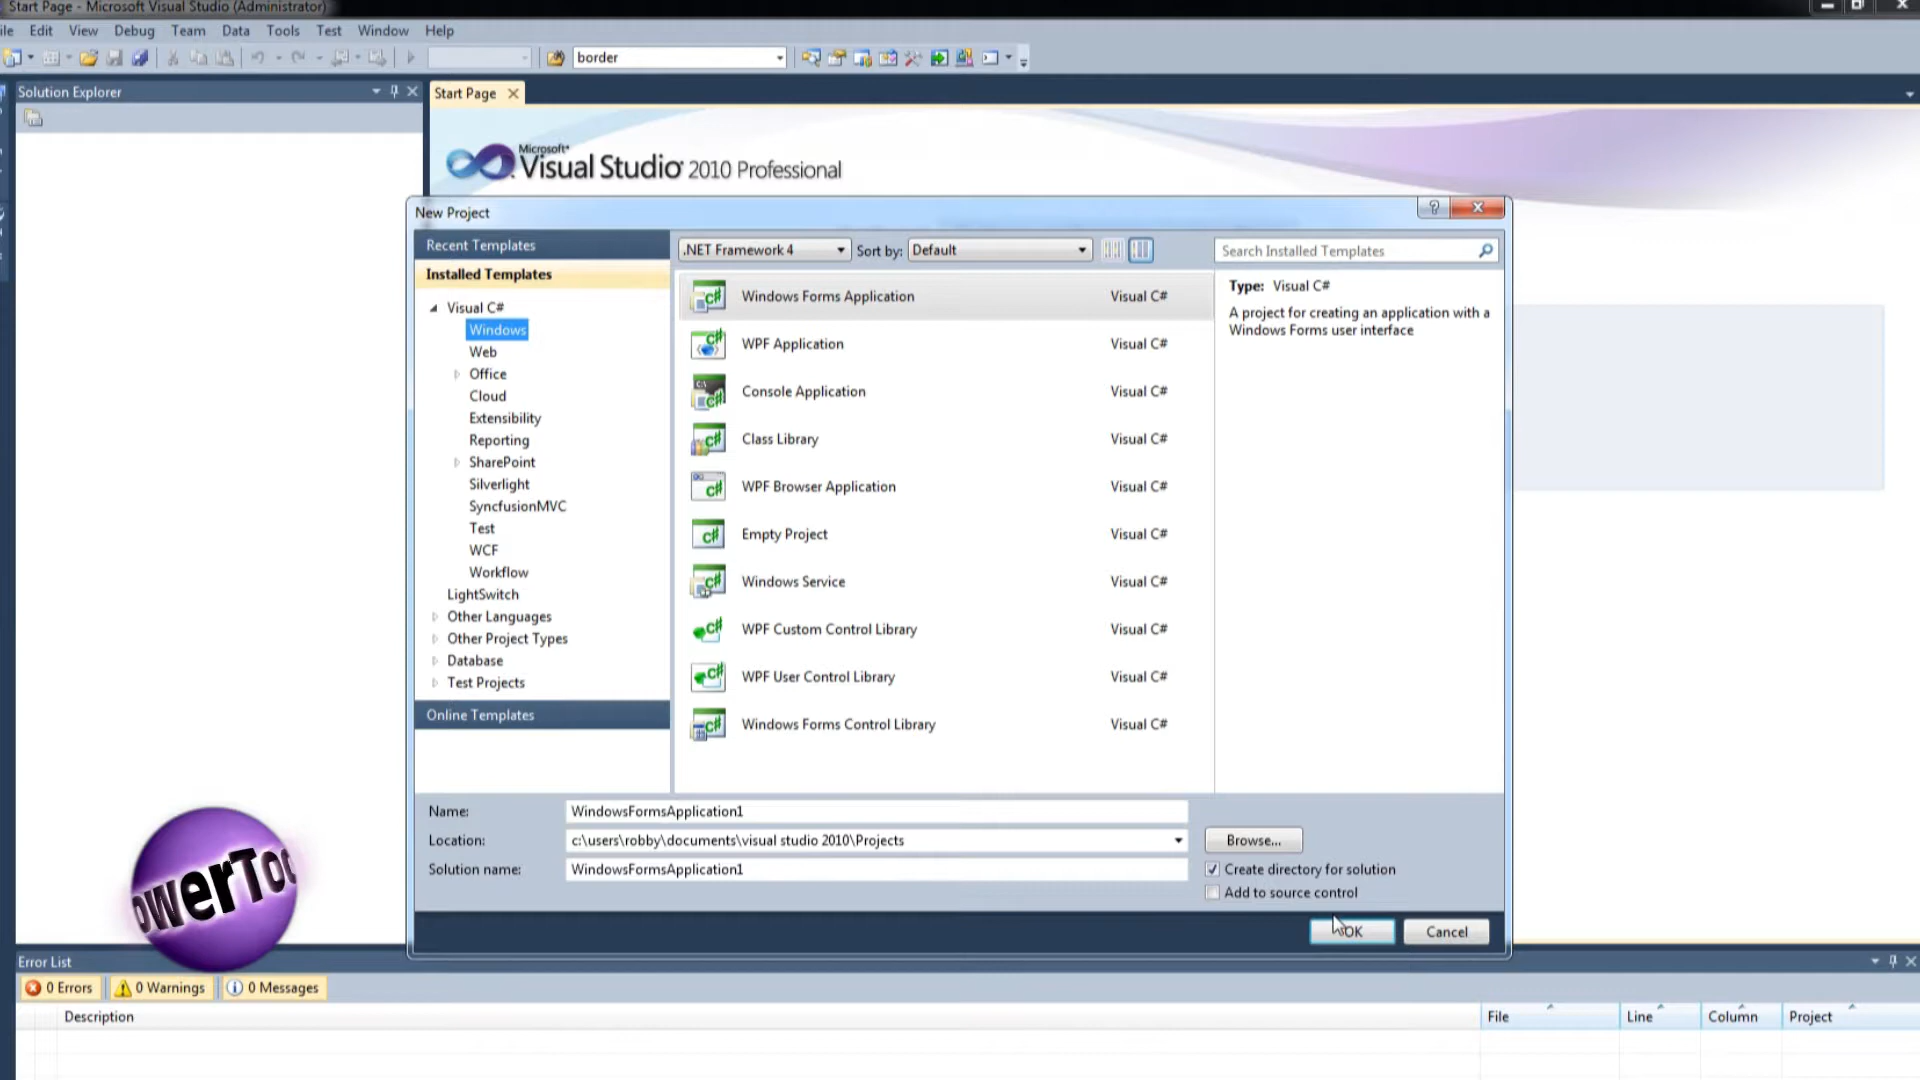 Start Page - Microsoft Visual Studio (Administrator)
ile Edit View Debug Team Data Tools Test Window Help
border
Solution Explorer
Start Page
Microsoft
Visual Studio 2010 Professional
New Project
Recent Templates
.NET Framework 4
Sort by:
Default
Search Installed Templates
Installed Templates
Visual C#
Windows
Web
Office
Cloud
Extensibility
Reporting
SharePoint
Silverlight
SyncfusionMVC
Test
WCF
Workflow
LightSwitch
Other Languages
Other Project Types
Database
Test Projects
Online Templates
Windows Forms Application Visual C#
WPF Application Visual C#
Console Application Visual C#
Class Library Visual C#
WPF Browser Application Visual C#
Empty Project Visual C#
Windows Service Visual C#
WPF Custom Control Library Visual C#
WPF User Control Library Visual C#
Windows Forms Control Library Visual C#
Type: Visual C#
A project for creating an application with a
Windows Forms user interface
Name: WindowsFormsApplication1
Location: c:\users\robby\documents\visual studio 2010\Projects
Browse...
Solution name: WindowsFormsApplication1
Create directory for solution
Add to source control
OK
Cancel
owerToo
Error List
0 Errors
0 Warnings
0 Messages
Description File Line Column Project